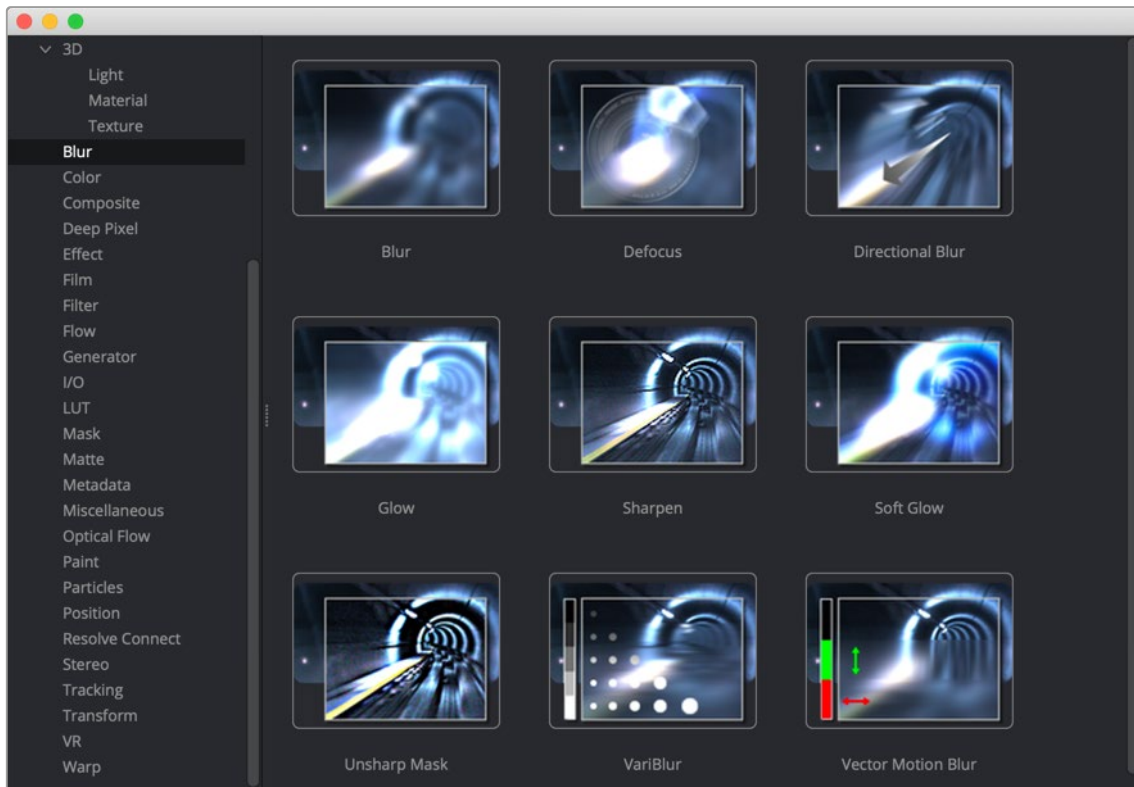 3D
Light
Material
Texture
Blur
Color
Composite
Deep Pixel
Effect
Film
Filter
Flow
Generator
I/O
LUT
Mask
Matte
Metadata
Miscellaneous
Optical Flow
Paint
Particles
Position
Resolve Connect
Stereo
Tracking
Transform
VR
Warp
Blur
Defocus
Directional Blur
Glow
Sharpen
Soft Glow
Unsharp Mask
VariBlur
Vector Motion Blur